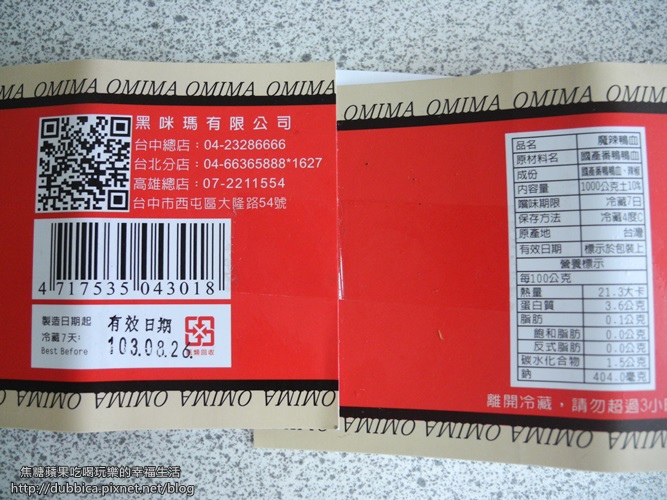 OMIMA OMIMA OMIMA OMIMA
黑咪瑪有限公司
台中總店：04-23286666
台北分店：04-66365888*1627
高雄總店：07-2211554
台中市西屯區大隆路54號
4 717535 043018
製造日期起
冷藏7天:
Best Before
有效日期
103.08.26.
OMIMA OMIMA OMIMA OMIMA
OMIMA OMIMA OMIMA OMIMA
品名 魔辣鴨血
原材料名 國產番鴨鴨血
成份 國產番鴨鴨血、辣椒
內容量 1000公克±10%
嚐味期限 冷藏7日
保存方法 冷藏4度C
原產地 台灣
有效日期 標示於包裝上
營養標示
每100公克
熱量 21.3大卡
蛋白質 3.6公克
脂肪 0.1公克
飽和脂肪 0.0公克
反式脂肪 0.0公克
碳水化合物 1.5公克
鈉 404.0毫克
離開冷藏，請勿超過3小
OMIMA OMIMA OMIMA OMIMA
焦糖蘋果吃喝玩樂的幸福生活
http://dubbica.pixnet.net/blog